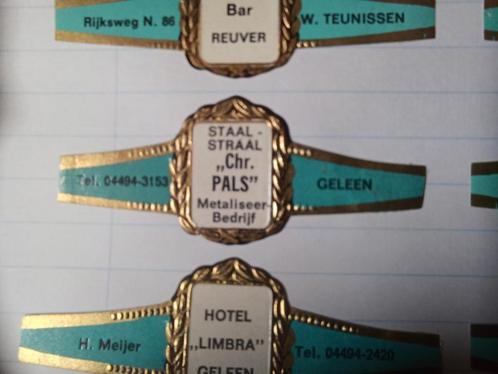 Rijksweg N. 86
Bar
REUVER
W. TEUNISSEN
Tel. 04494-3153
STAAL -
STRAAL
„Chr.
PALS”
Metaliseer-
Bedrijf
GELEEN
H. Meijer
HOTEL
„LIMBRA”
GELEEN
Tel. 04494-2420